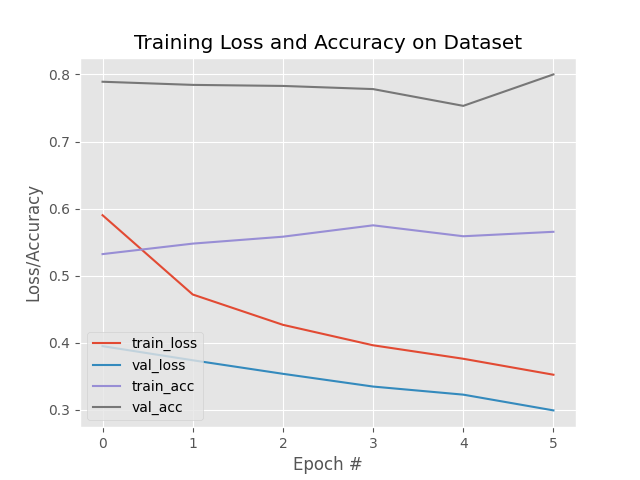 Training Loss and Accuracy on Dataset
0.8
0.7
0.6
0.5
0.4
0.3
Loss/Accuracy
train_loss
val_loss
train_acc
val_acc
0 1 2 3 4 5
Epoch #